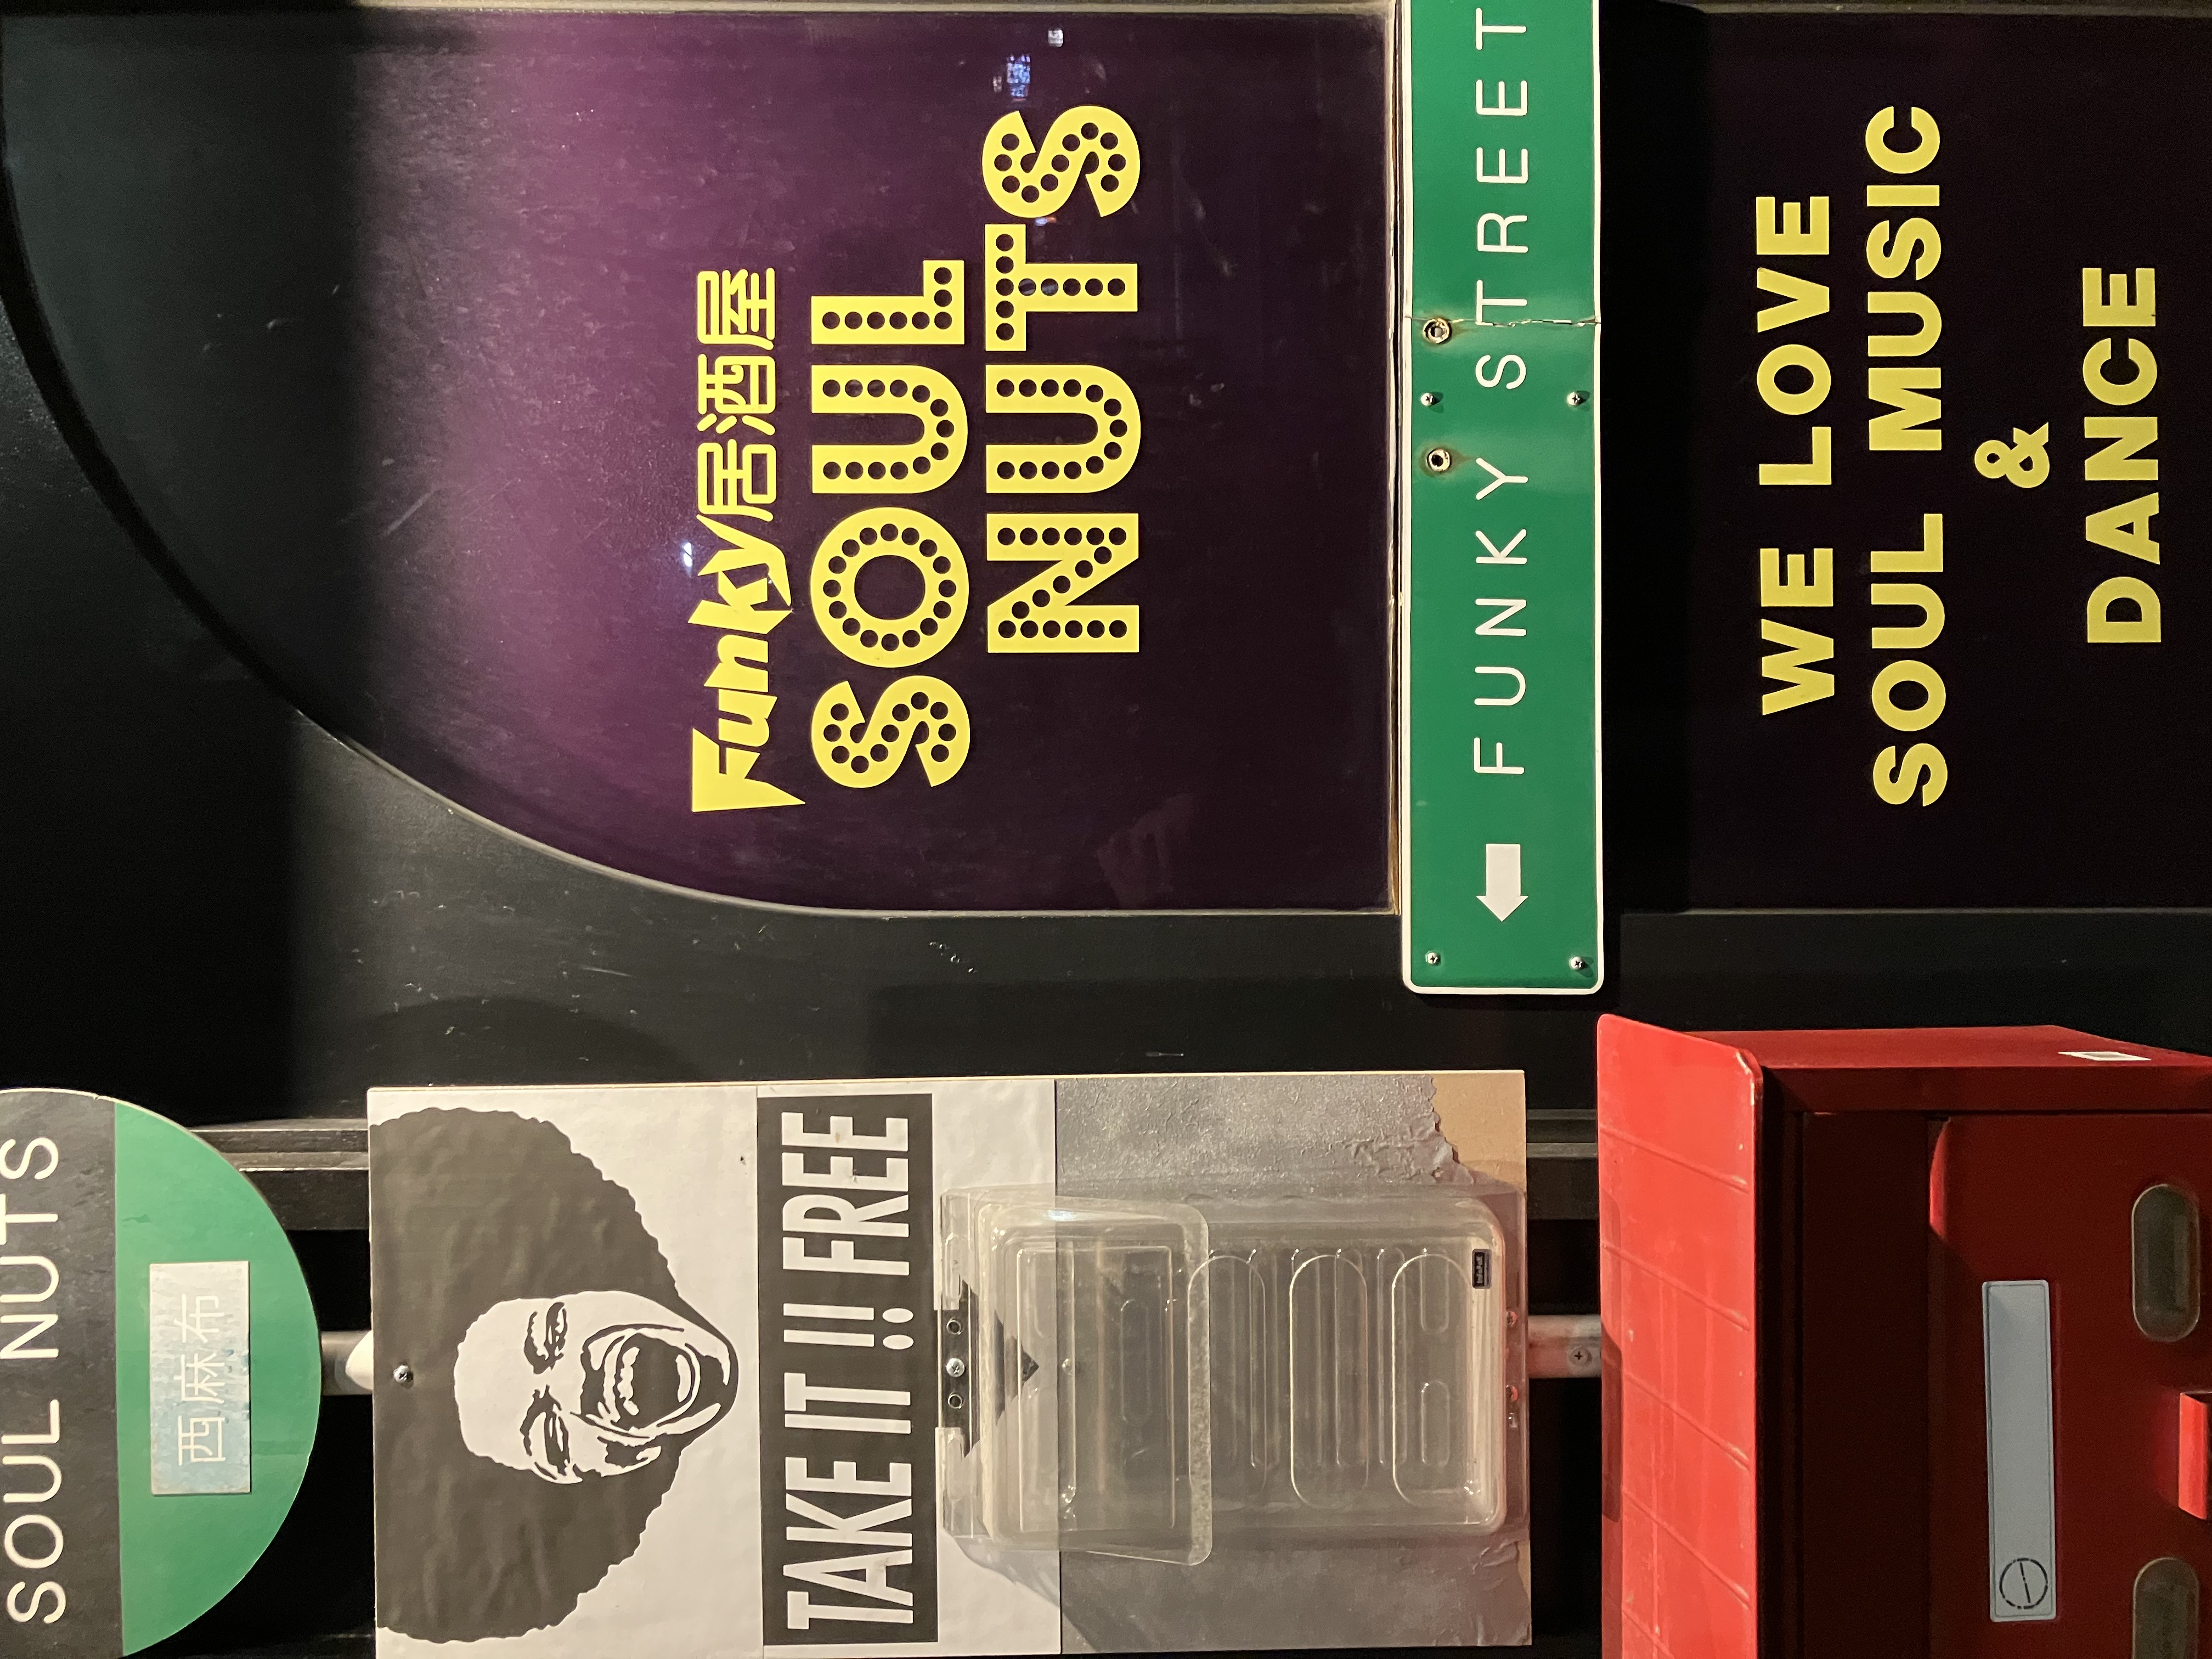 SOUL NUTS
西麻布
TAKE IT !! FREE
Funky居酒屋
SOUL
NUTS
FUNKY STREET
WE LOVE
SOUL MUSIC
&
DANCE